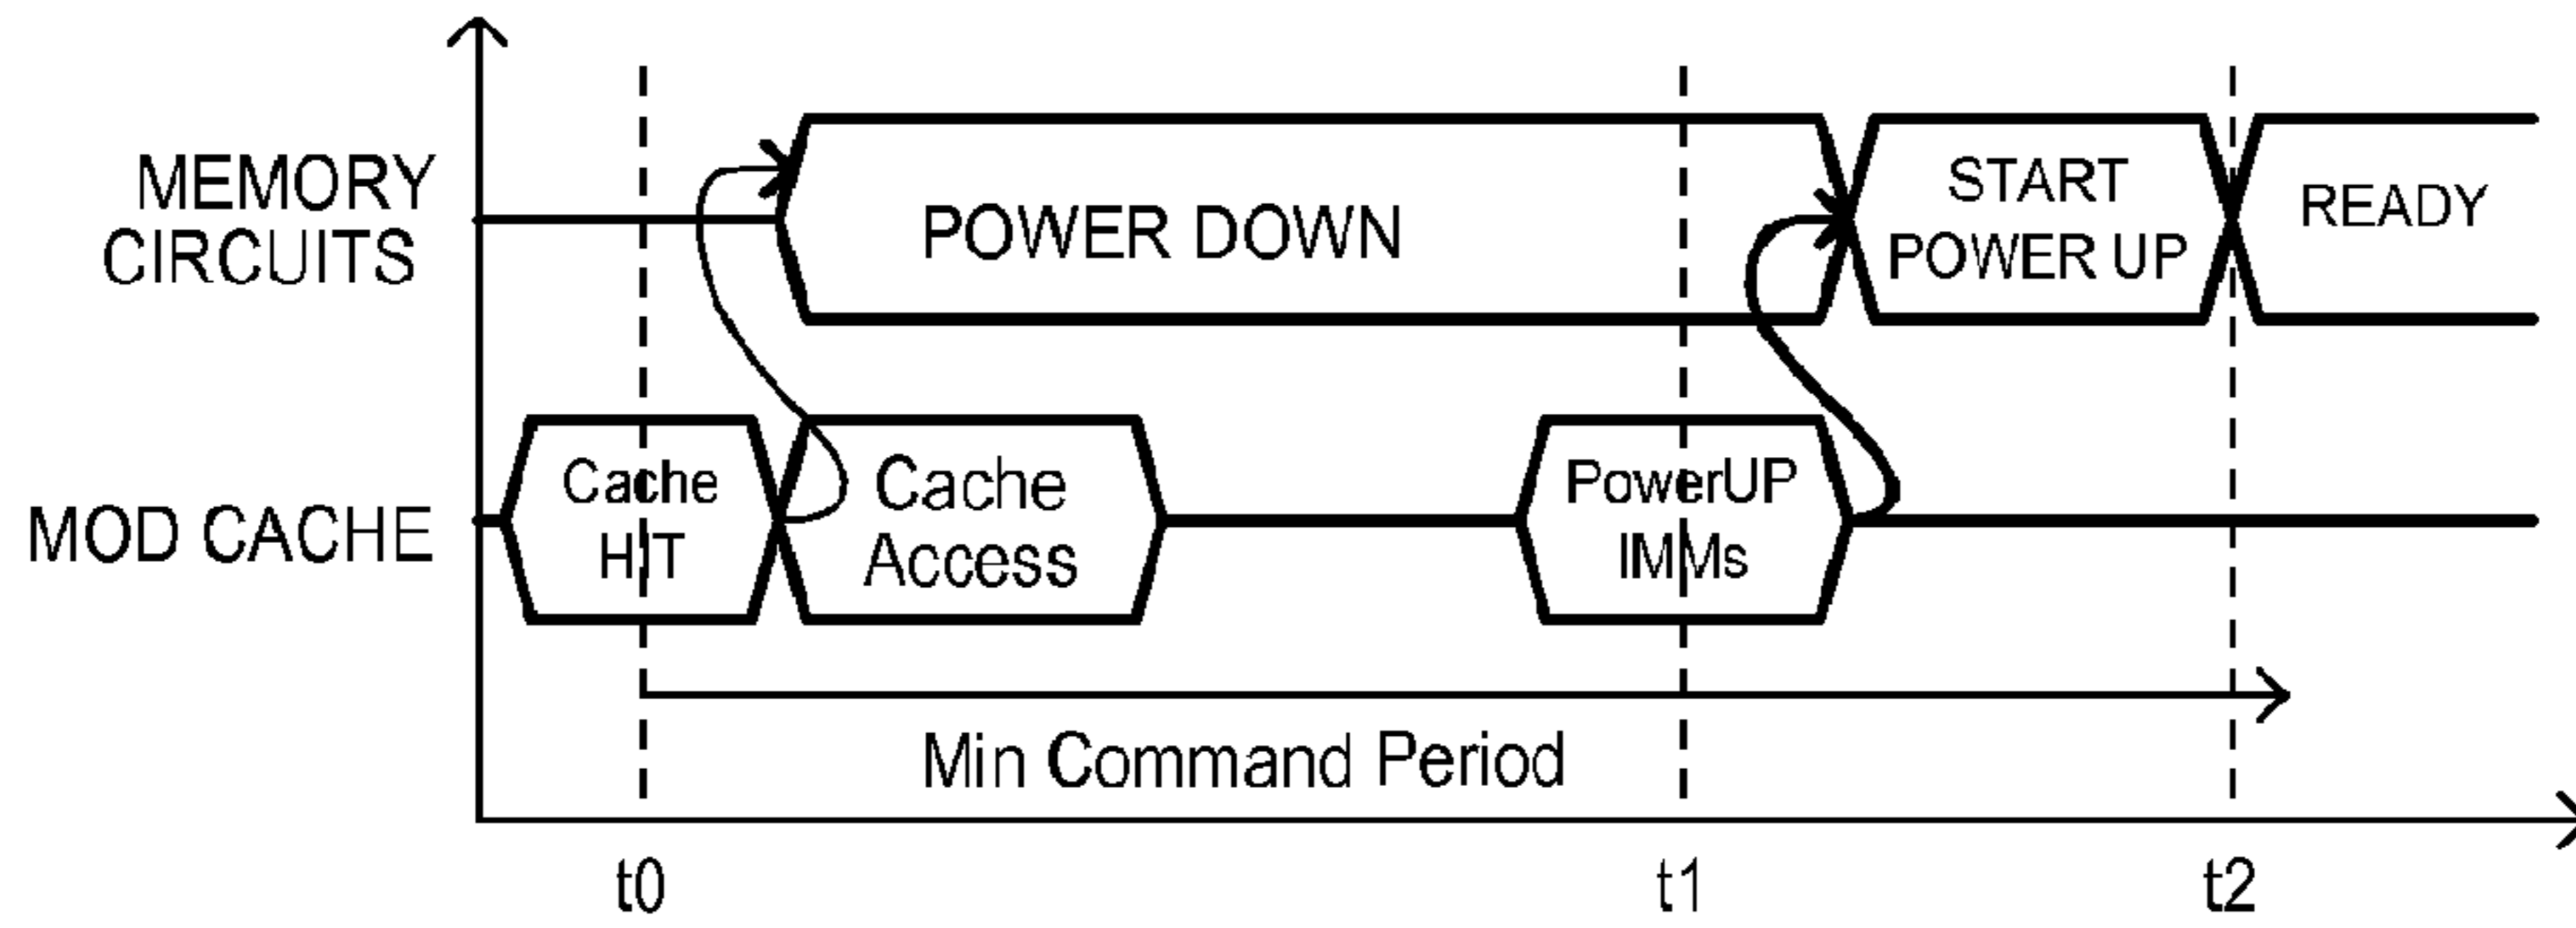 MEMORY
CIRCUITS
POWER DOWN
START
POWER UP
READY
MOD CACHE
Cache
HIT
Cache
Access
PowerUP
IMMs
Min Command Period
t0
t1
t2